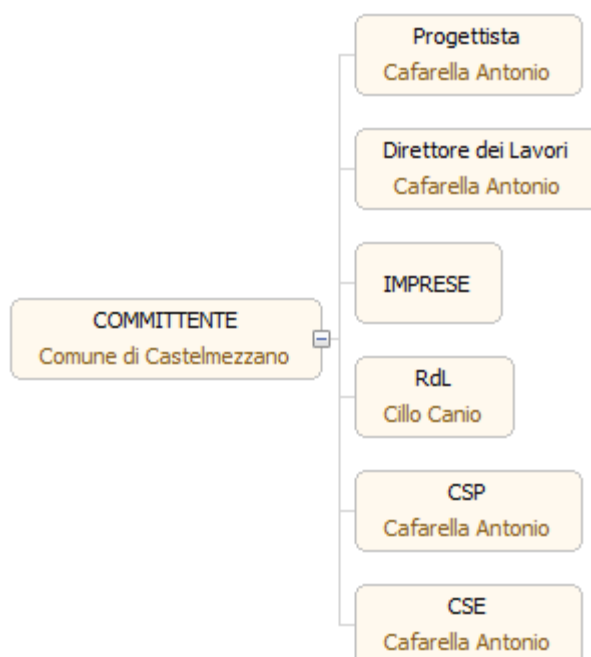 Progettista
Cafarella Antonio
Direttore dei Lavori
Cafarella Antonio
IMPRESE
COMMITTENTE
Comune di Castelmezzano
RdL
Cillo Canio
CSP
Cafarella Antonio
CSE
Cafarella Antonio